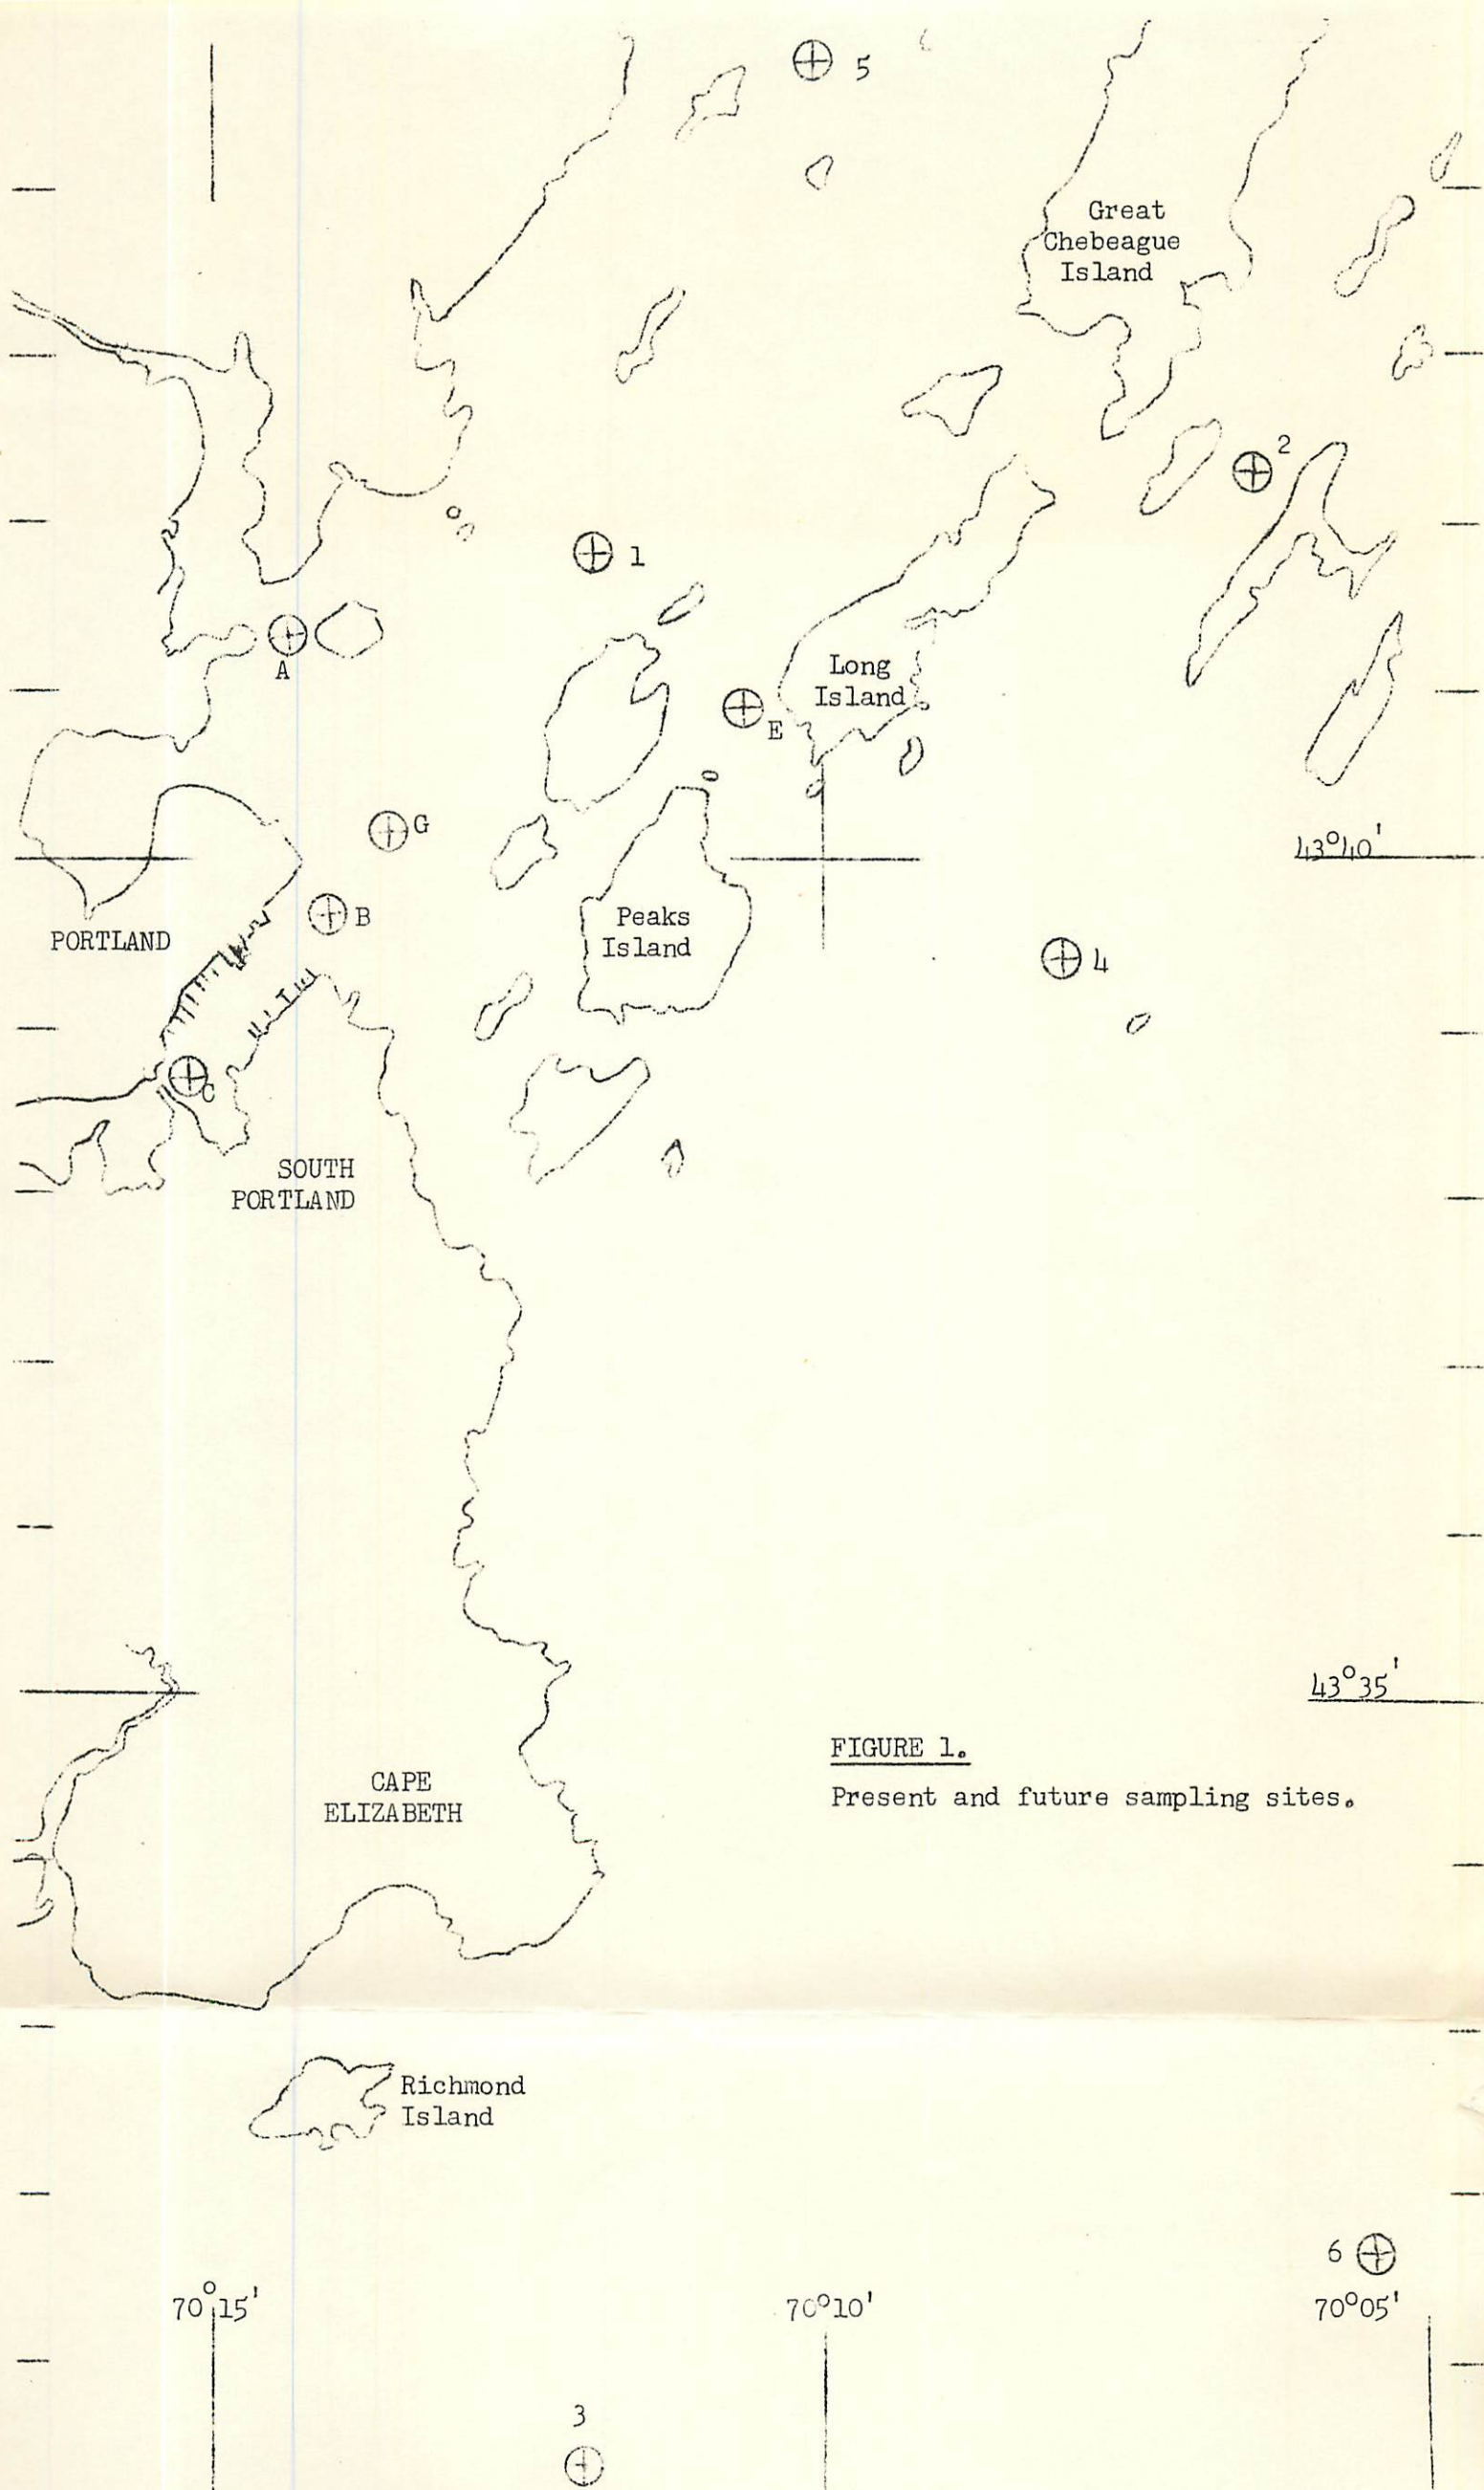 5
Great
Chebeague
Island
2
1
A
Long
Island
E
G
43°40'
B
PORTLAND
Peaks
Island
4
C
SOUTH
PORTLAND
43°35'
FIGURE 1.
Present and future sampling sites.
CAPE
ELIZABETH
Richmond
Island
6
70°15'
70°10'
70°05'
3